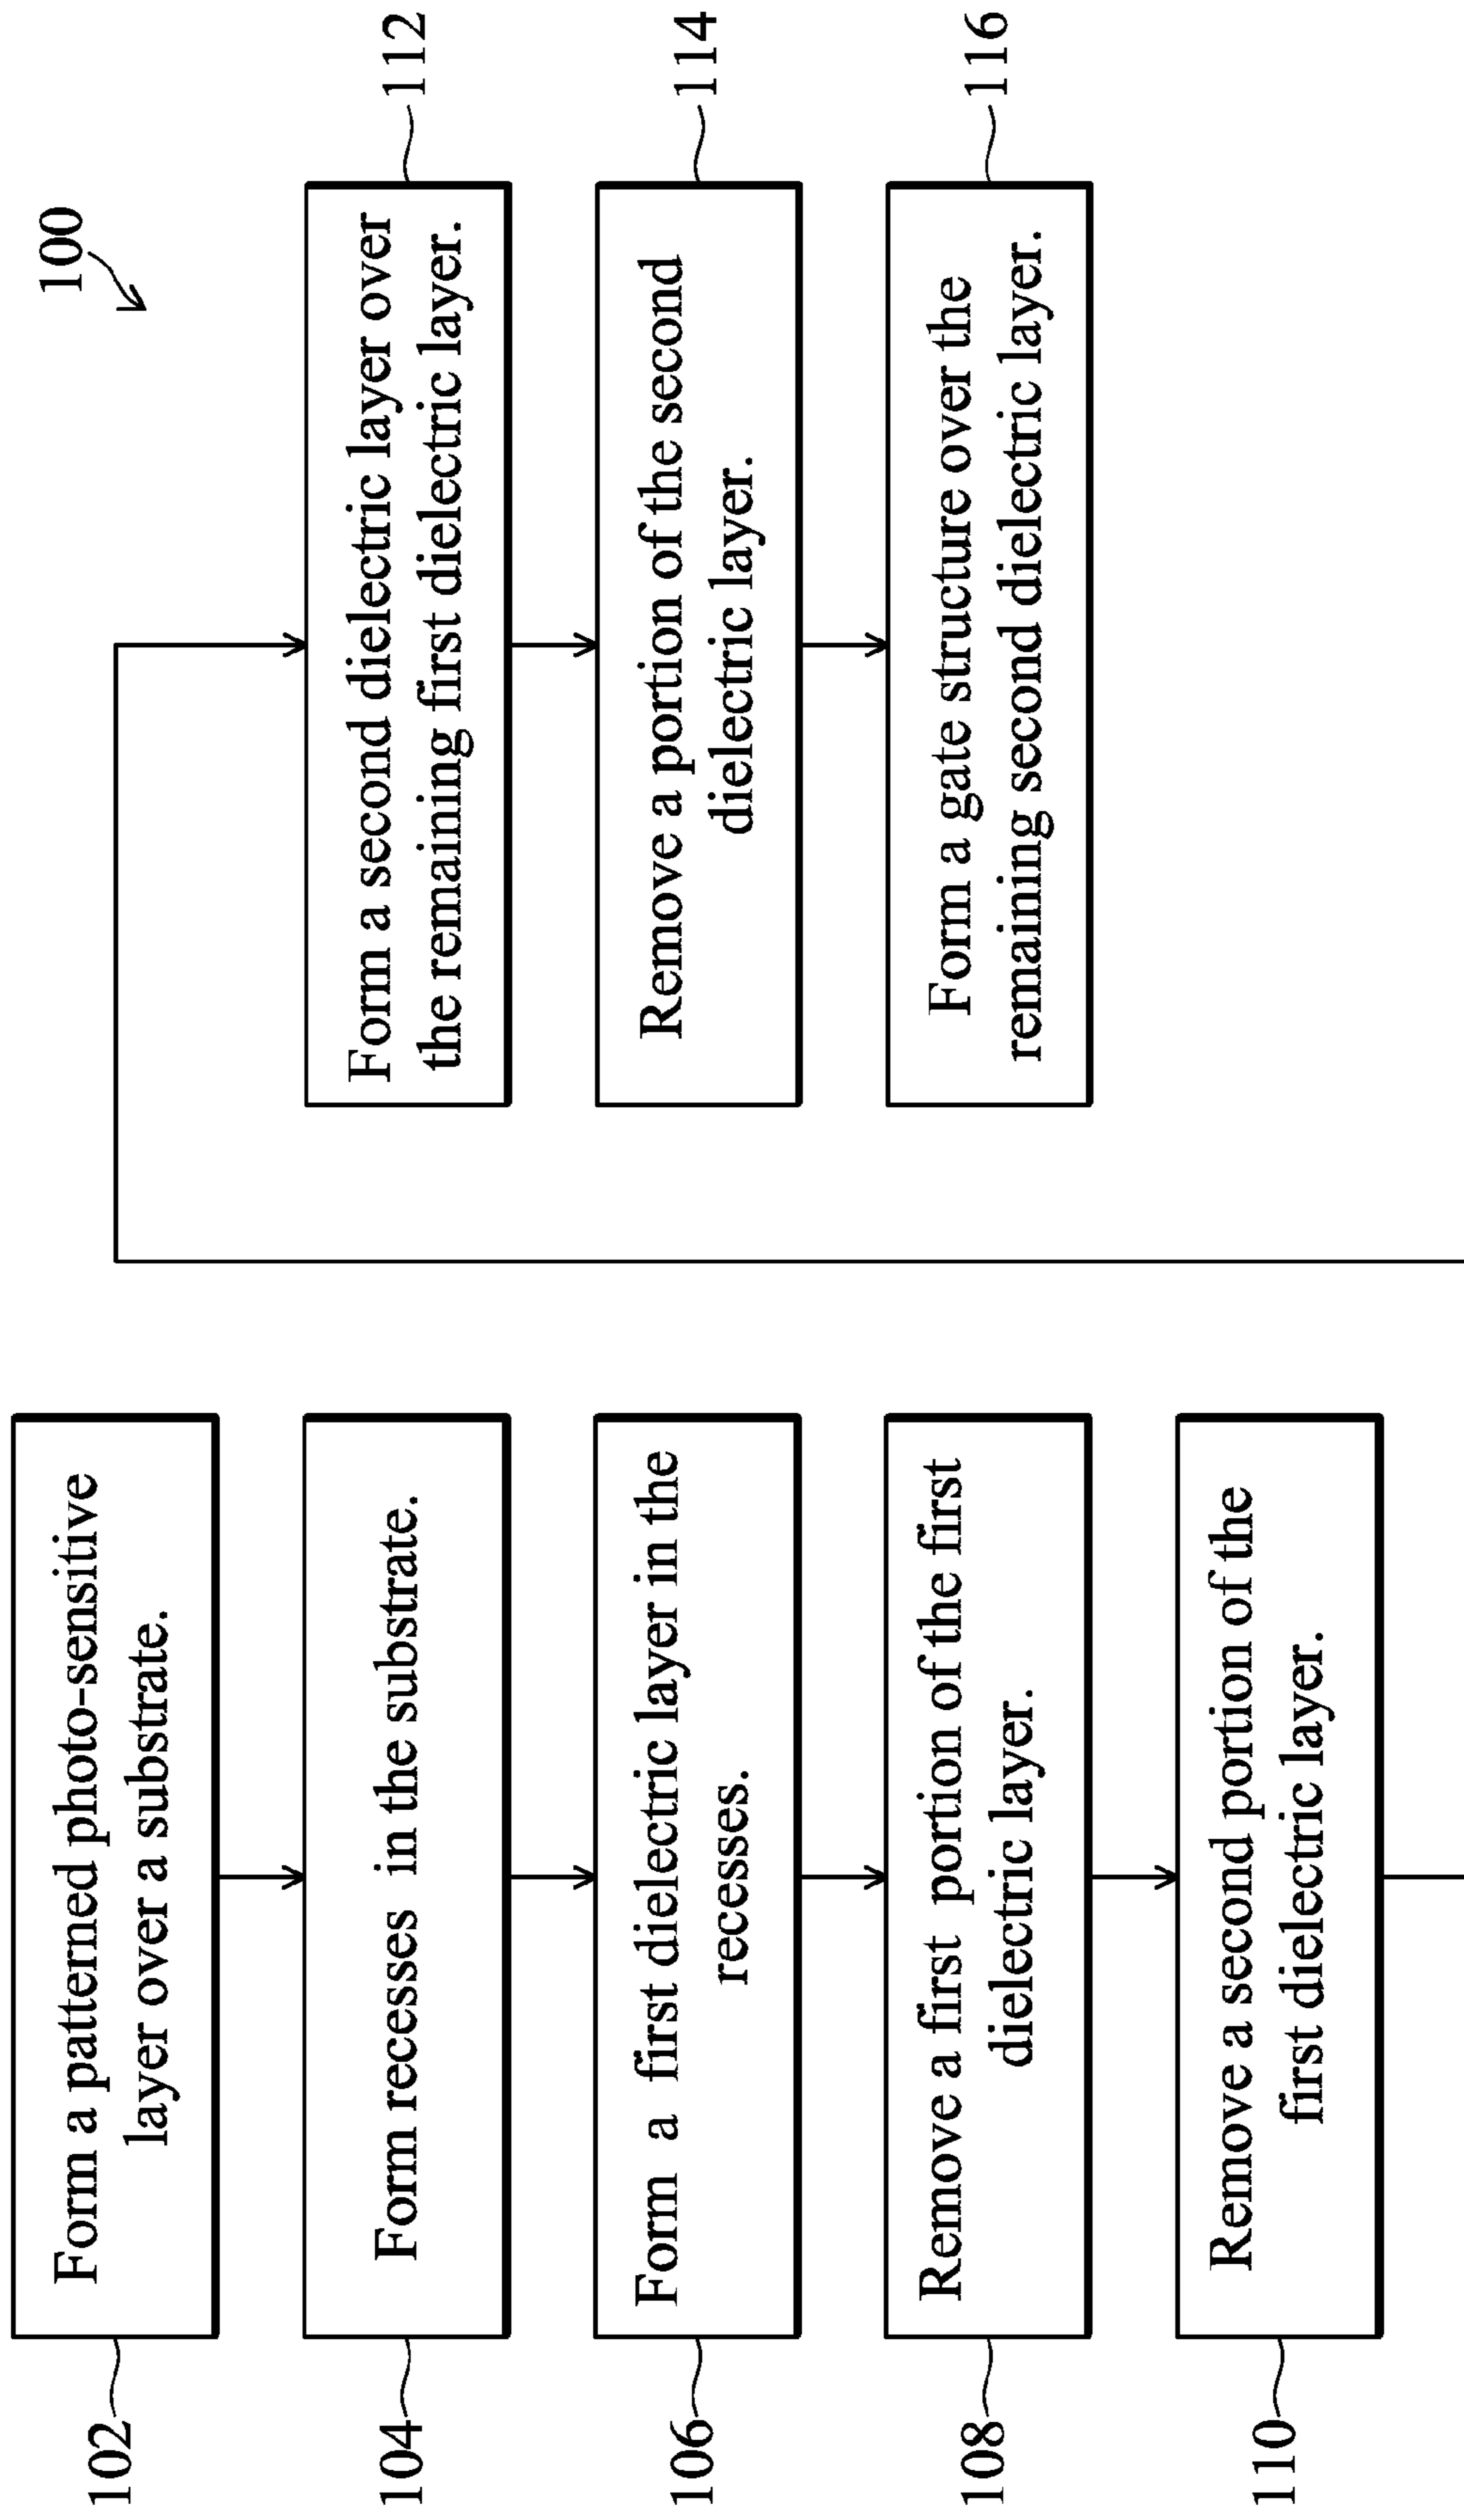 100
102
Form a patterned photo-sensitive
layer over a substrate.
104
Form recesses in the substrate.
106
Form a first dielectric layer in the
recesses.
108
Remove a first portion of the first
dielectric layer.
110
Remove a second portion of the
first dielectric layer.
Form a second dielectric layer over
the remaining first dielectric layer.
112
Remove a portion of the second
dielectric layer.
114
Form a gate structure over the
remaining second dielectric layer.
116